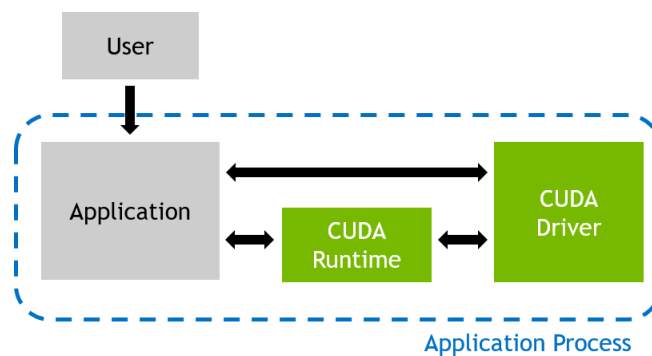 User
Application
CUDA
Runtime
CUDA
Driver
Application Process